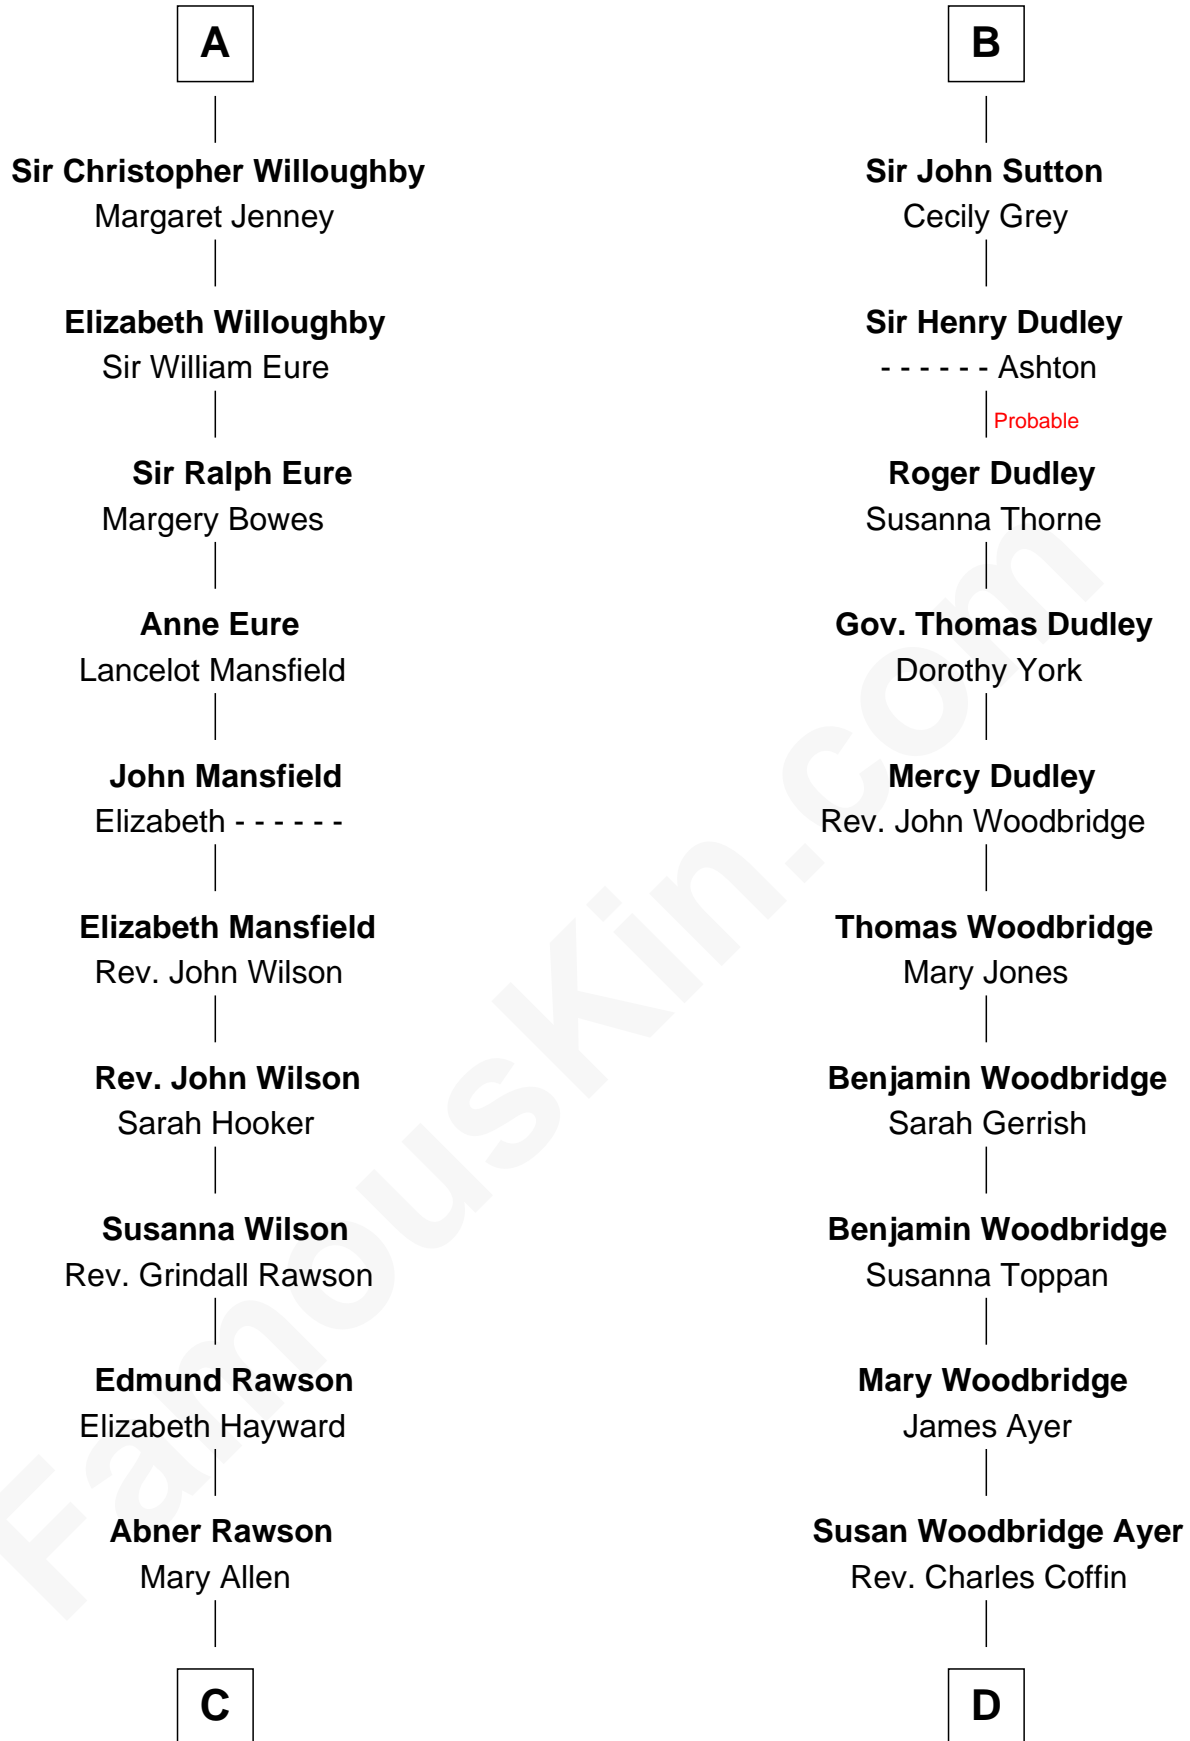 A
Sir Christopher Willoughby
Margaret Jenney
Elizabeth Willoughby
Sir William Eure
Sir Ralph Eure
Margery Bowes
Anne Eure
Lancelot Mansfield
John Mansfield
Elizabeth - - - - - -
Elizabeth Mansfield
Rev. John Wilson
Rev. John Wilson
Sarah Hooker
Susanna Wilson
Rev. Grindall Rawson
Edmund Rawson
Elizabeth Hayward
Abner Rawson
Mary Allen
C
B
Sir John Sutton
Cecily Grey
Sir Henry Dudley
- - - - - - Ashton
Probable
Roger Dudley
Susanna Thorne
Gov. Thomas Dudley
Dorothy York
Mercy Dudley
Rev. John Woodbridge
Thomas Woodbridge
Mary Jones
Benjamin Woodbridge
Sarah Gerrish
Benjamin Woodbridge
Susanna Toppan
Mary Woodbridge
James Ayer
Susan Woodbridge Ayer
Rev. Charles Coffin
D
FamousKin.com